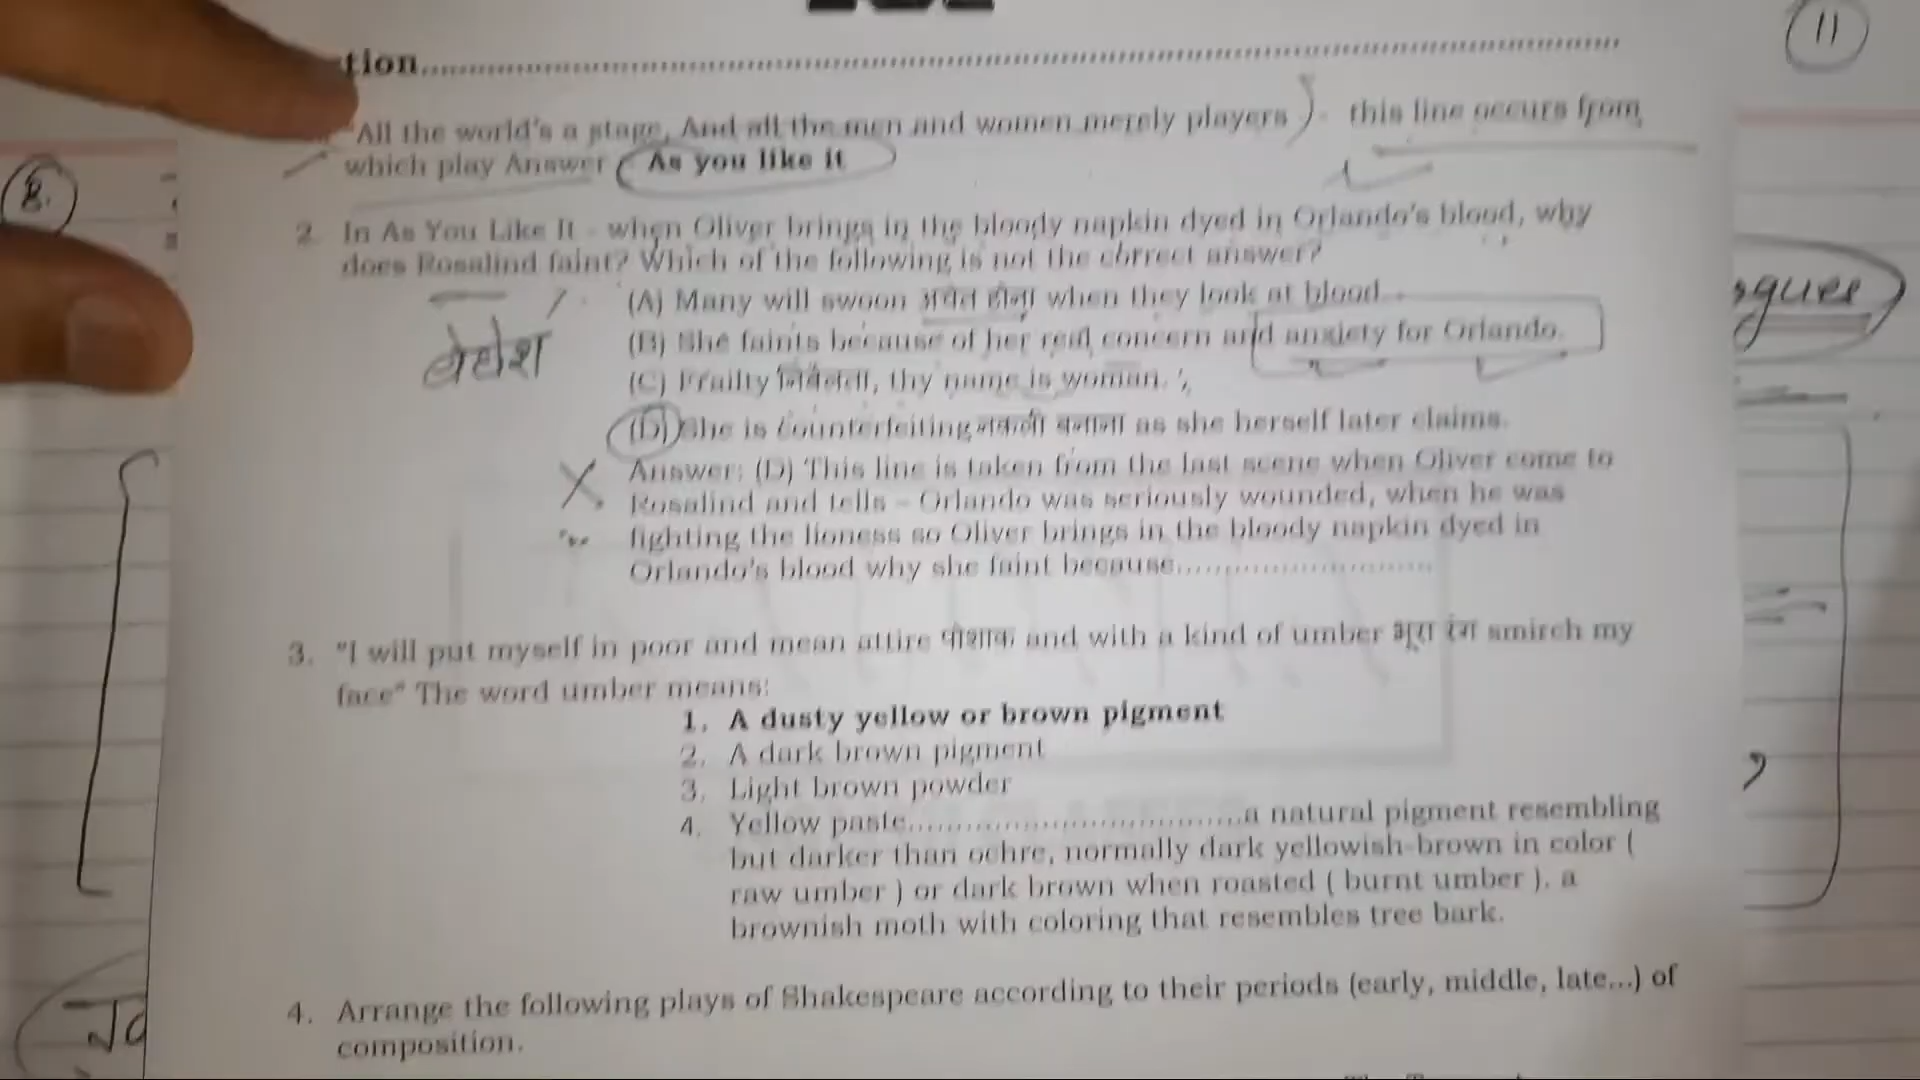 11
tion
"All the world's a stage, And all the men and women merely players - this line occurs from
which play Answer As you like it
8.
2. In As You Like It - when Oliver brings in the bloody napkin dyed in Orlando's blood, why
does Rosalind faint? Which of the following is not the correct answer?
(A) Many will swoon अचेत होना when they look at blood.
(B) She faints because of her real concern and anxiety for Orlando.
बेहोश
(C) Frailty निर्बलता, thy name is woman.
(D) She is counterfeiting नकली बनाना as she herself later claims.
Answer: (D) This line is taken from the last scene when Oliver come to
Rosalind and tells - Orlando was seriously wounded, when he was
fighting the lioness so Oliver brings in the bloody napkin dyed in
Orlando's blood why she faint because
3. "I will put myself in poor and mean attire पोशाक and with a kind of umber भूरा रंग smirch my
face" The word umber means:
1. A dusty yellow or brown pigment
2. A dark brown pigment
3. Light brown powder
4. Yellow paste a natural pigment resembling
but darker than ochre, normally dark yellowish-brown in color (
raw umber ) or dark brown when roasted ( burnt umber ). a
brownish moth with coloring that resembles tree bark.
4. Arrange the following plays of Shakespeare according to their periods (early, middle, late...) of
composition.